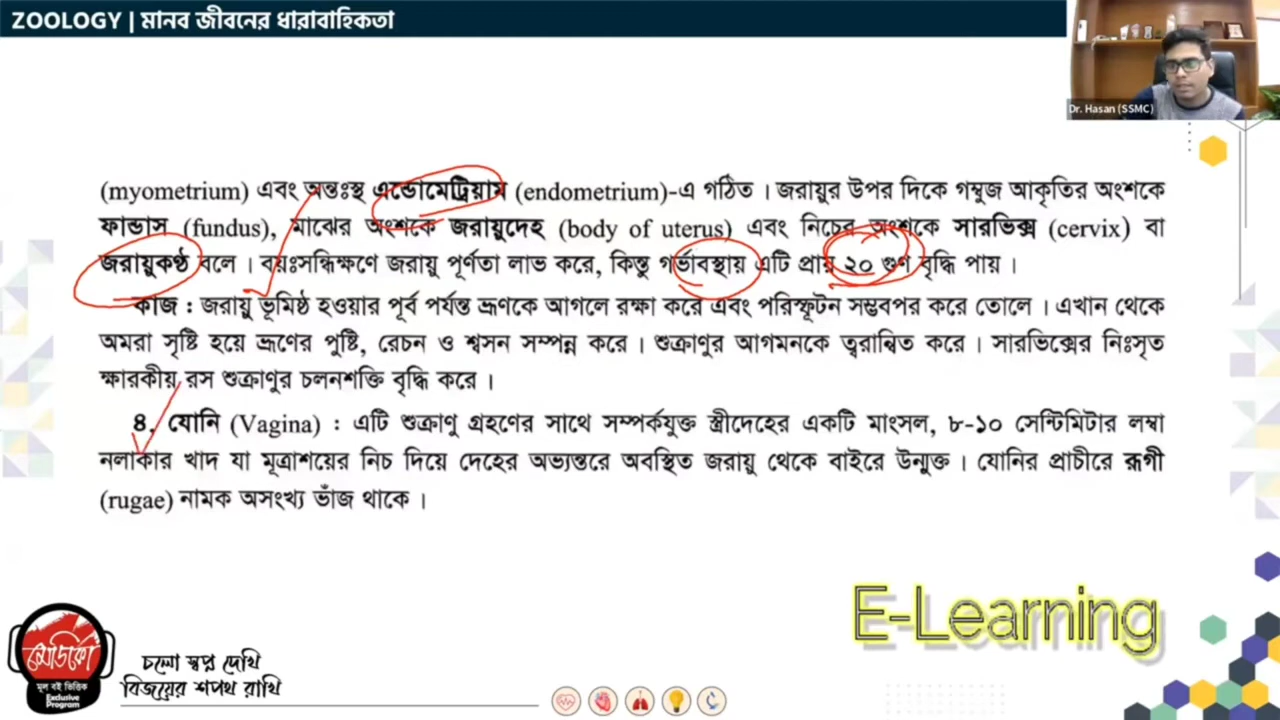 ZOOLOGY | মানব জীবনের ধারাবাহিকতা
Dr. Hasan (SSMC)
(myometrium) এবং অন্তঃস্থ এন্ডোমেট্রিয়াম (endometrium)-এ গঠিত। জরায়ুর উপর দিকে গম্বুজ আকৃতির অংশকে
ফান্ডাস (fundus), মাঝের অংশকে জরায়ুদেহ (body of uterus) এবং নিচের অংশকে সারভিক্স (cervix) বা
জরায়ুকণ্ঠ বলে। বয়ঃসন্ধিক্ষণে জরায়ু পূর্ণতা লাভ করে, কিন্তু গর্ভাবস্থায় এটি প্রায় ২০ গুণ বৃদ্ধি পায়।
কাজ : জরায়ু ভূমিষ্ঠ হওয়ার পূর্ব পর্যন্ত ভ্রূণকে আগলে রক্ষা করে এবং পরিস্ফূটন সম্ভবপর করে তোলে। এখান থেকে
অমরা সৃষ্টি হয়ে ভ্রূণের পুষ্টি, রেচন ও শ্বসন সম্পন্ন করে। শুক্রাণুর আগমনকে ত্বরান্বিত করে। সারভিক্সের নিঃসৃত
ক্ষারকীয় রস শুক্রাণুর চলনশক্তি বৃদ্ধি করে।
৪. যোনি (Vagina) : এটি শুক্রাণু গ্রহণের সাথে সম্পর্কযুক্ত স্ত্রীদেহের একটি মাংসল, ৮-১০ সেন্টিমিটার লম্বা
নলাকার খাদ যা মূত্রাশয়ের নিচ দিয়ে দেহের অভ্যন্তরে অবস্থিত জরায়ু থেকে বাইরে উন্মুক্ত। যোনির প্রাচীরে রূগী
(rugae) নামক অসংখ্য ভাঁজ থাকে।
E-Learning
মেডিকো
মূল বই ভিত্তিক
Exclusive
Program
চলো স্বপ্ন দেখি
বিজয়ের শপথ রাখি